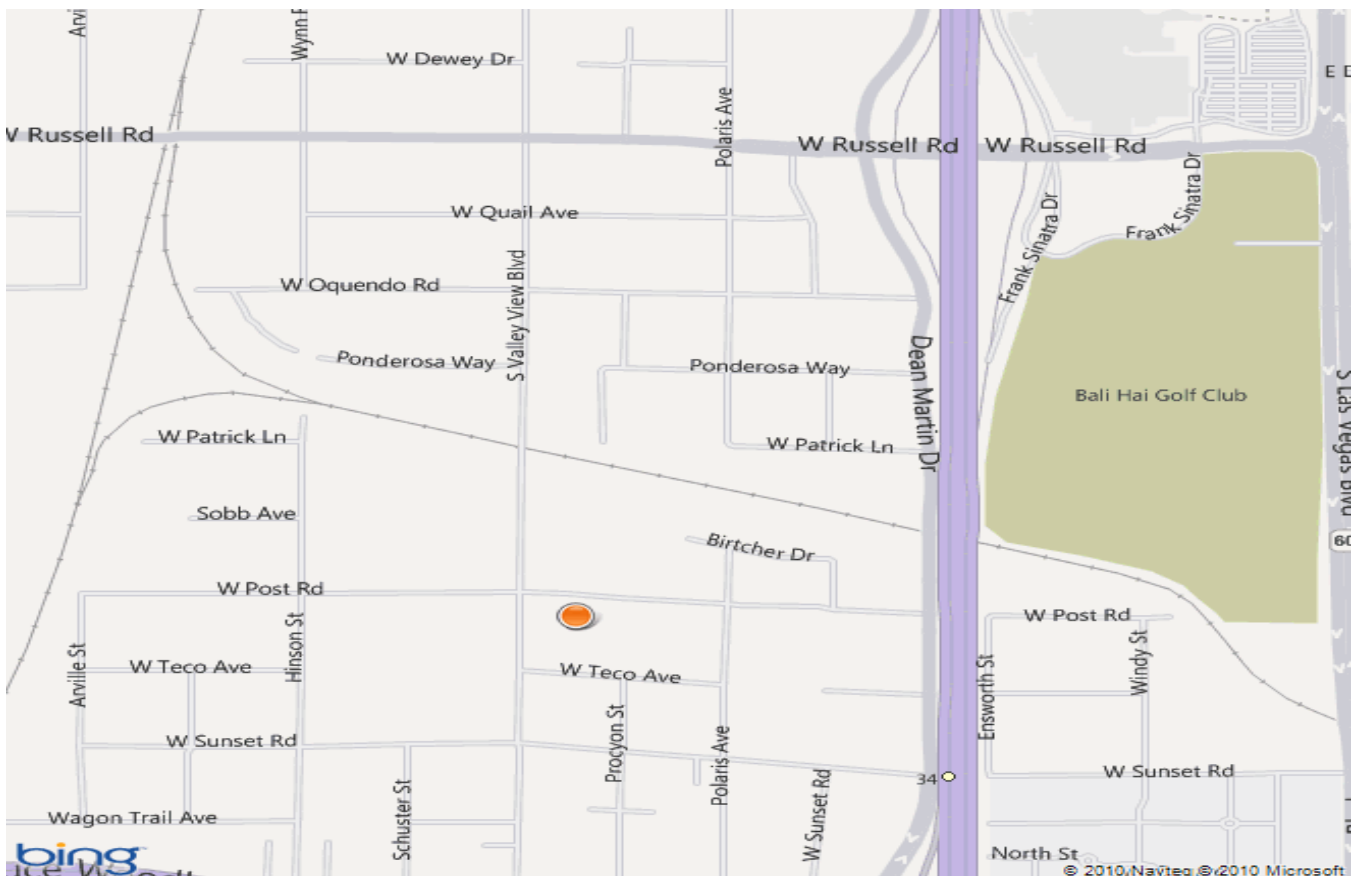 Arvi
Wynn R
W Dewey Dr
Polaris Ave
E D
W Russell Rd
W Russell Rd
W Russell Rd
W Quail Ave
Frank Sinatra Dr
Frank Sinatra Dr
W Oquendo Rd
S Valley View Blvd
Ponderosa Way
Ponderosa Way
Dean Martin Dr
Bali Hai Golf Club
S Las Vegas Blvd
W Patrick Ln
W Patrick Ln
Sobb Ave
Birtcher Dr
60
W Post Rd
W Post Rd
Arville St
W Teco Ave
Hinson St
W Teco Ave
Ensworth St
Windy St
W Sunset Rd
Procyon St
Polaris Ave
W Sunset Rd
34
W Sunset Rd
Schuster St
Wagon Trail Ave
bing
North St
© 2010 Navteq © 2010 Microsoft